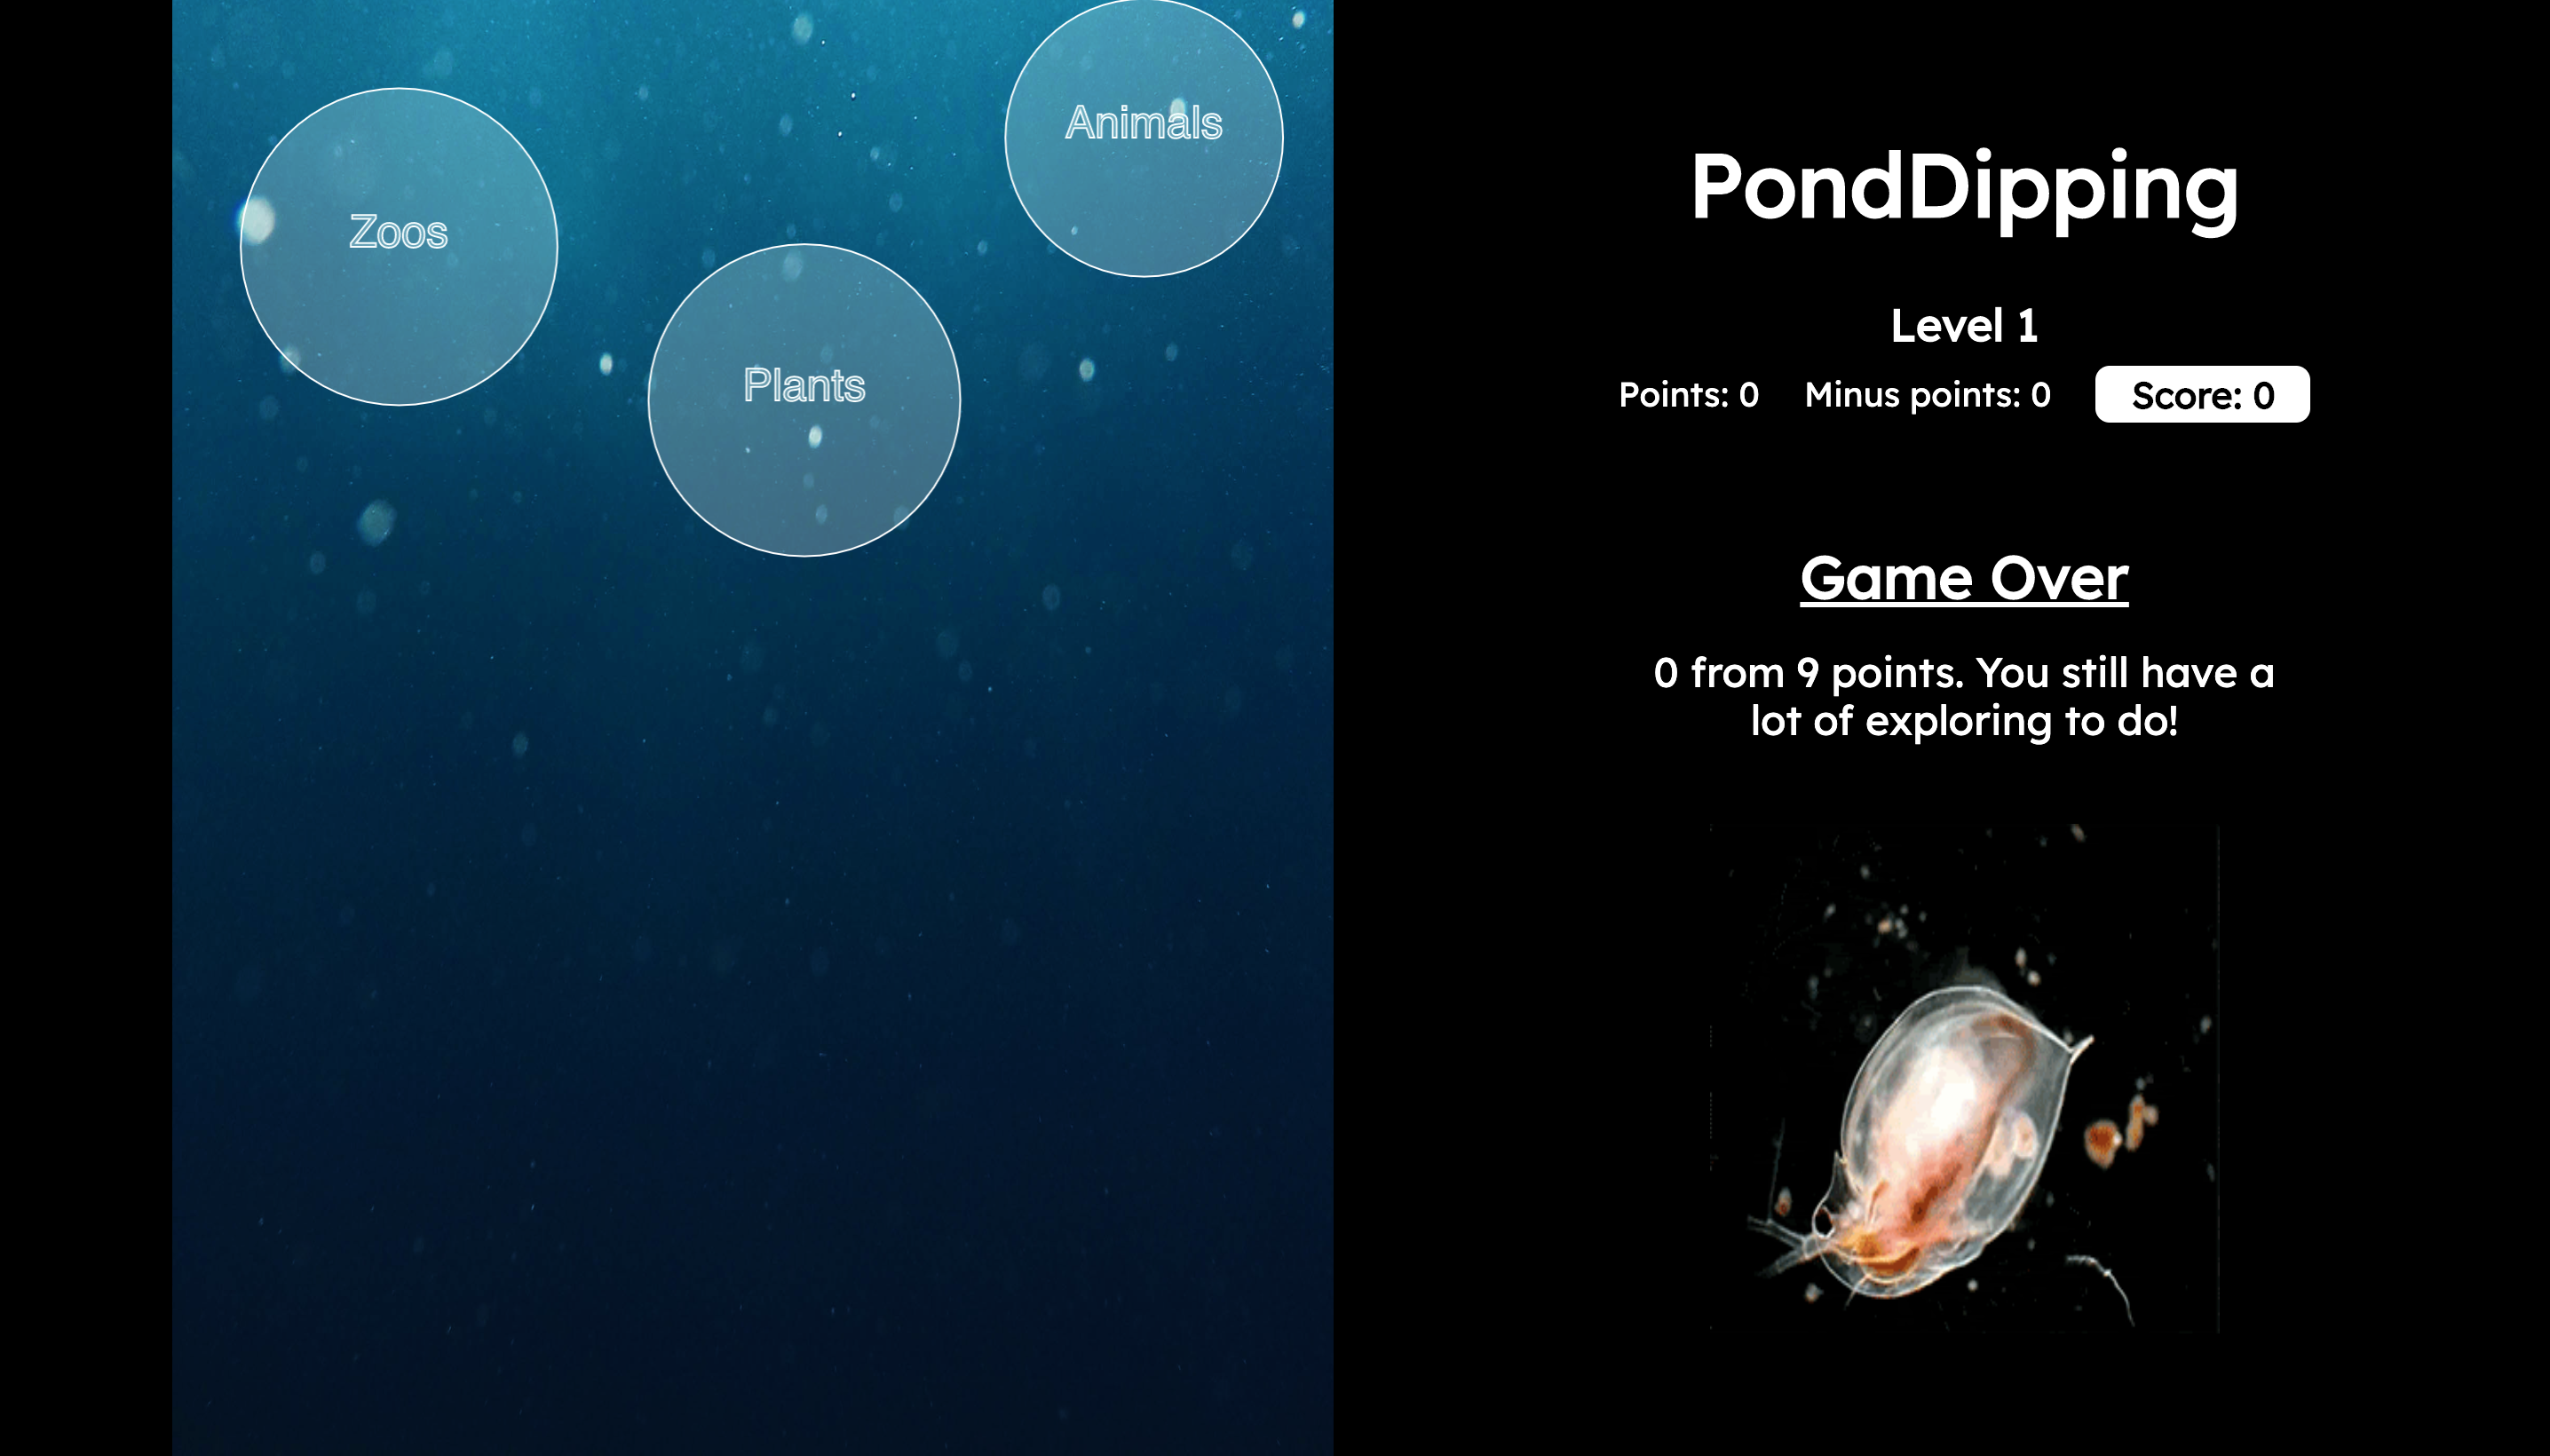 Zoos
Animals
Plants
PondDipping
Level 1
Points: 0 Minus points: 0 Score: 0
Game Over
0 from 9 points. You still have a
lot of exploring to do!